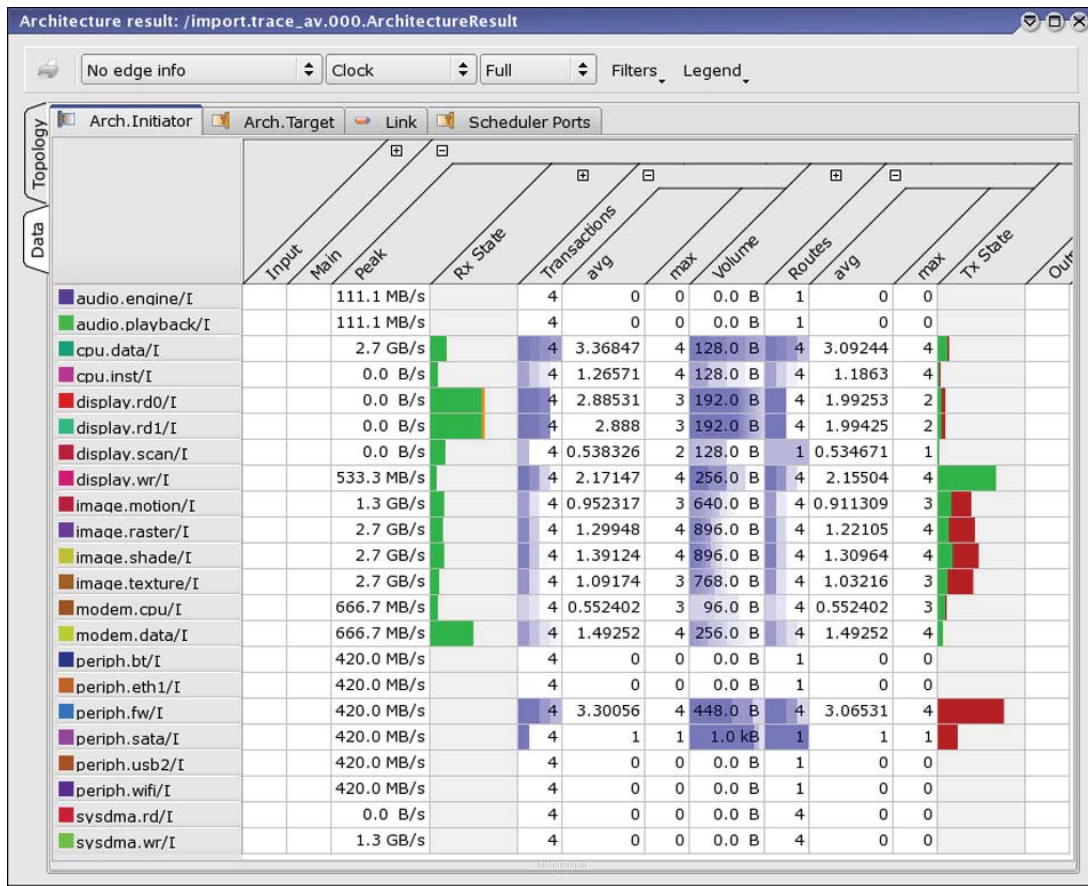 Architecture result: /import.trace_av.000.ArchitectureResult
No edge info Clock Full Filters Legend
Topology
Data
Arch.Initiator Arch.Target Link Scheduler Ports
Input Main Peak Rx State Transactions avg max Volume Routes avg max Tx State Out
audio.engine/I 111.1 MB/s 4 0 0 0.0 B 1 0 0
audio.playback/I 111.1 MB/s 4 0 0 0.0 B 1 0 0
cpu.data/I 2.7 GB/s 4 3.36847 4 128.0 B 4 3.09244 4
cpu.inst/I 0.0 B/s 4 1.26571 4 128.0 B 4 1.1863 4
display.rd0/I 0.0 B/s 4 2.88531 3 192.0 B 4 1.99253 2
display.rd1/I 0.0 B/s 4 2.888 3 192.0 B 4 1.99425 2
display.scan/I 0.0 B/s 4 0.538326 2 128.0 B 1 0.534671 1
display.wr/I 533.3 MB/s 4 2.17147 4 256.0 B 4 2.15504 4
image.motion/I 1.3 GB/s 4 0.952317 3 640.0 B 4 0.911309 3
image.raster/I 2.7 GB/s 4 1.29948 4 896.0 B 4 1.22105 4
image.shade/I 2.7 GB/s 4 1.39124 4 896.0 B 4 1.30964 4
image.texture/I 2.7 GB/s 4 1.09174 3 768.0 B 4 1.03216 3
modem.cpu/I 666.7 MB/s 4 0.552402 3 96.0 B 4 0.552402 3
modem.data/I 666.7 MB/s 4 1.49252 4 256.0 B 4 1.49252 4
periph.bt/I 420.0 MB/s 4 0 0 0.0 B 1 0 0
periph.eth1/I 420.0 MB/s 4 0 0 0.0 B 1 0 0
periph.fw/I 420.0 MB/s 4 3.30056 4 448.0 B 4 3.06531 4
periph.sata/I 420.0 MB/s 4 1 1 1.0 kB 1 1 1
periph.usb2/I 420.0 MB/s 4 0 0 0.0 B 1 0 0
periph.wifi/I 420.0 MB/s 4 0 0 0.0 B 1 0 0
sysdma.rd/I 0.0 B/s 4 0 0 0.0 B 4 0 0
sysdma.wr/I 1.3 GB/s 4 0 0 0.0 B 4 0 0